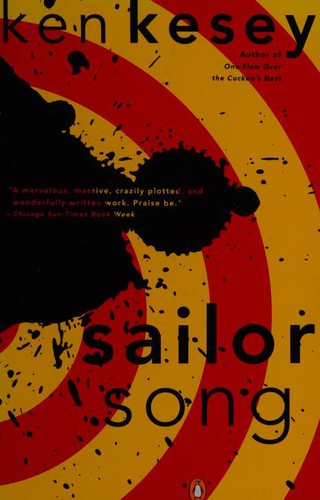 ken kesey
Author of
One Flew Over
the Cuckoo's Nest
"A marvelous, massive, crazily plotted, and
wonderfully written work. Praise be."
—Chicago Sun-Times Book Week
sailor
song